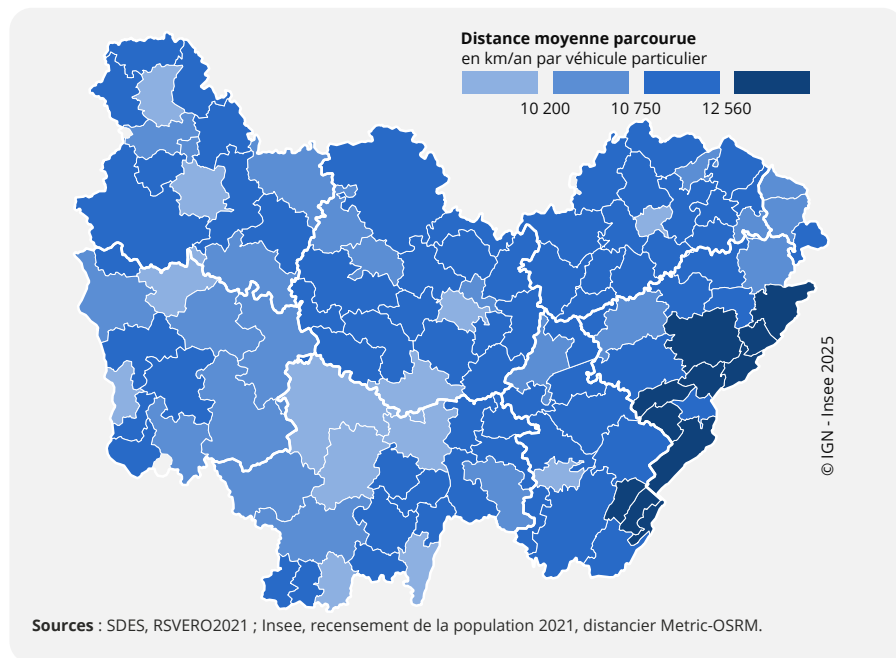 Distance moyenne parcourue
en km/an par véhicule particulier
10 200 10 750 12 560
© IGN - Insee 2025
Sources : SDES, RSVERO2021 ; Insee, recensement de la population 2021, distancier Metric-OSRM.